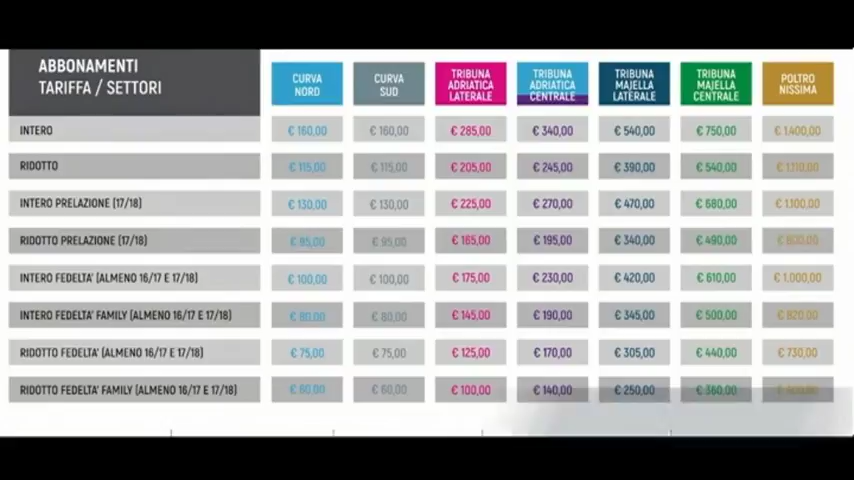 ABBONAMENTI
TARIFFA / SETTORI
CURVA NORD
CURVA SUD
TRIBUNA ADRIATICA LATERALE
TRIBUNA ADRIATICA CENTRALE
TRIBUNA MAJELLA LATERALE
TRIBUNA MAJELLA CENTRALE
POLTRO NISSIMA
INTERO € 160,00 € 160,00 € 285,00 € 340,00 € 540,00 € 750,00 € 1.400,00
RIDOTTO € 115,00 € 115,00 € 205,00 € 245,00 € 390,00 € 540,00 € 1.110,00
INTERO PRELAZIONE (17/18) € 130,00 € 130,00 € 225,00 € 270,00 € 470,00 € 680,00 € 1.100,00
RIDOTTO PRELAZIONE (17/18) € 95,00 € 95,00 € 165,00 € 195,00 € 340,00 € 490,00
INTERO FEDELTA' (ALMENO 16/17 E 17/18) € 100,00 € 100,00 € 175,00 € 230,00 € 420,00 € 610,00 € 1.000,00
INTERO FEDELTA' FAMILY (ALMENO 16/17 E 17/18) € 80,00 € 80,00 € 145,00 € 190,00 € 345,00 € 500,00 € 820,00
RIDOTTO FEDELTA' (ALMENO 16/17 E 17/18) € 75,00 € 75,00 € 125,00 € 170,00 € 305,00 € 440,00 € 730,00
RIDOTTO FEDELTA' FAMILY (ALMENO 16/17 E 17/18) € 60,00 € 60,00 € 100,00 € 140,00 € 250,00 € 360,00